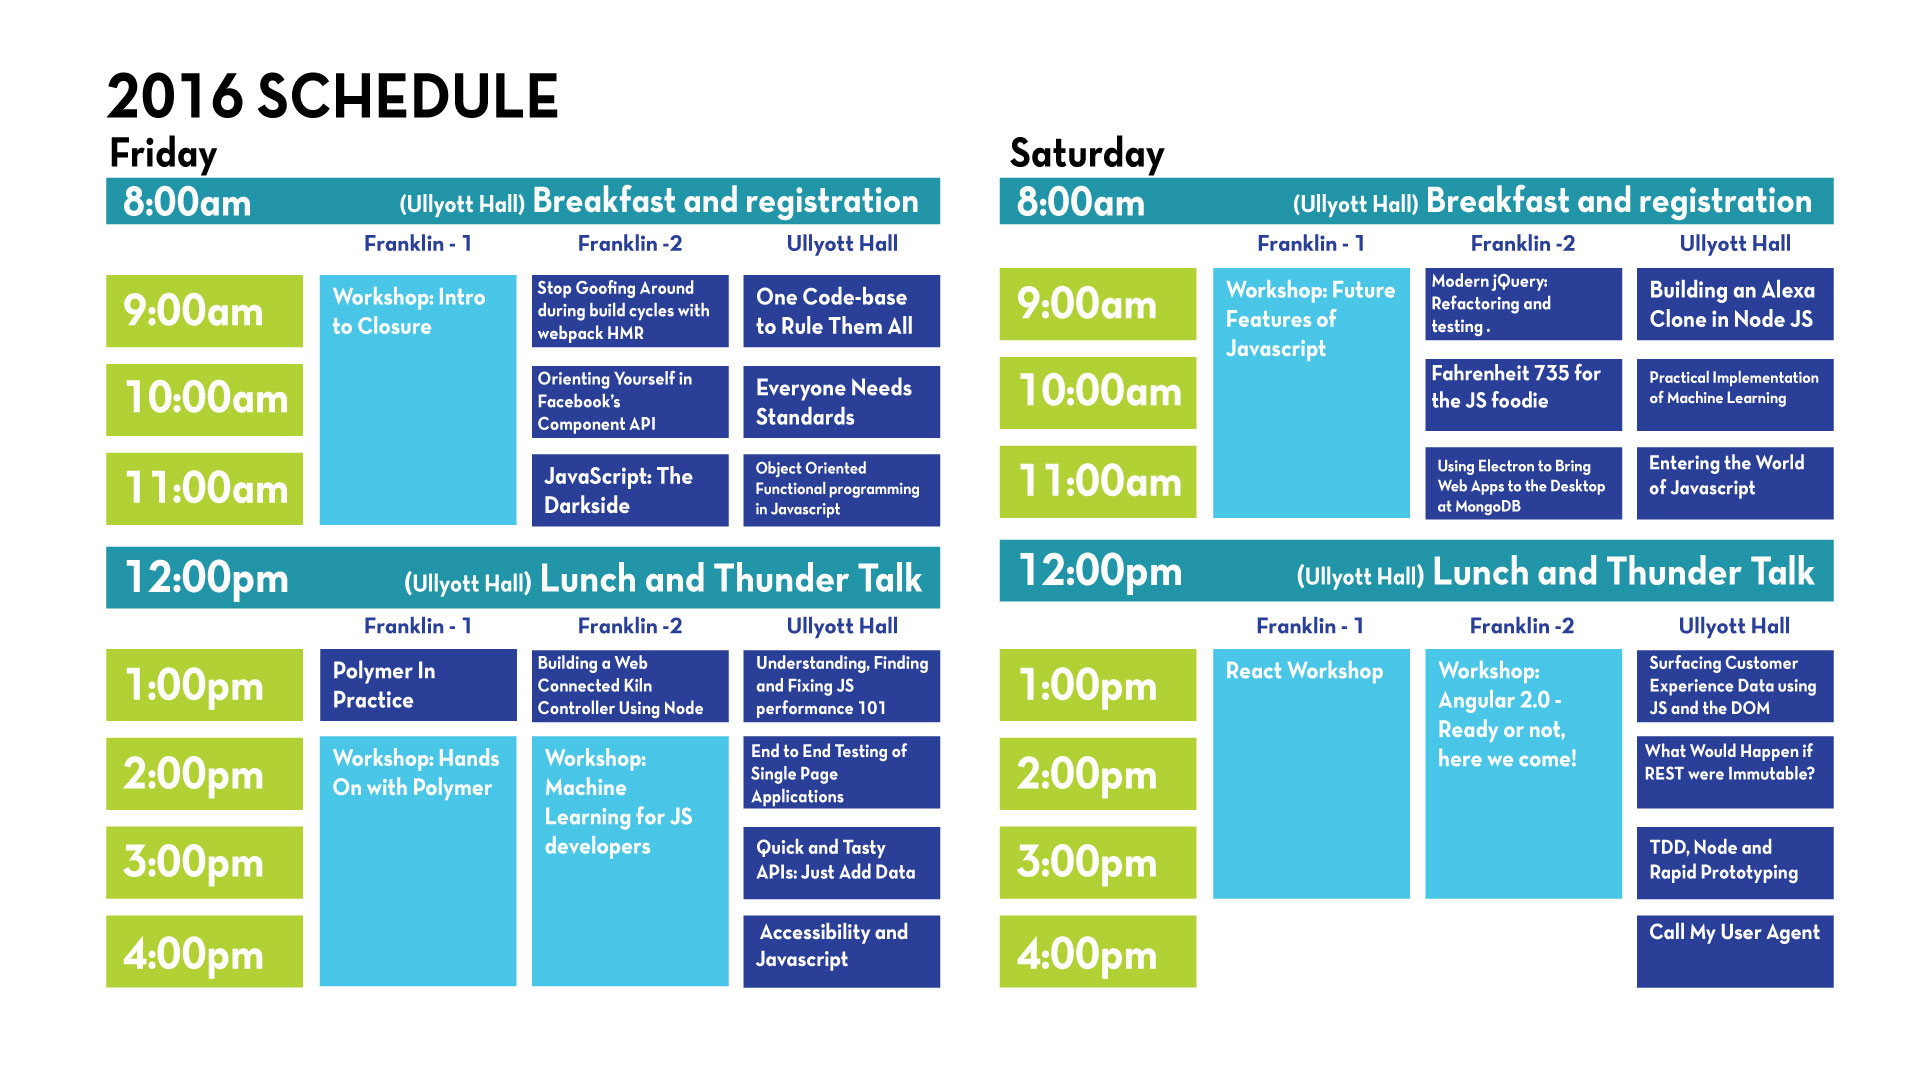 2016 SCHEDULE
Friday
8:00am (Ullyott Hall) Breakfast and registration
Franklin - 1 Franklin -2 Ullyott Hall
9:00am
Workshop: Intro
to Closure
Stop Goofing Around
during build cycles with
webpack HMR
One Code-base
to Rule Them All
10:00am
Orienting Yourself in
Facebook's
Component API
Everyone Needs
Standards
11:00am
JavaScript: The
Darkside
Object Oriented
Functional programming
in Javascript
12:00pm (Ullyott Hall) Lunch and Thunder Talk
Franklin - 1 Franklin -2 Ullyott Hall
1:00pm
Polymer In
Practice
Building a Web
Connected Kiln
Controller Using Node
Understanding, Finding
and Fixing JS
performance 101
2:00pm
Workshop: Hands
On with Polymer
Workshop:
Machine
Learning for JS
developers
End to End Testing of
Single Page
Applications
3:00pm
Quick and Tasty
APIs: Just Add Data
4:00pm
Accessibility and
Javascript
Saturday
8:00am (Ullyott Hall) Breakfast and registration
Franklin - 1 Franklin -2 Ullyott Hall
9:00am
Workshop: Future
Features of
Javascript
Modern jQuery:
Refactoring and
testing .
Building an Alexa
Clone in Node JS
10:00am
Fahrenheit 735 for
the JS foodie
Practical Implementation
of Machine Learning
11:00am
Using Electron to Bring
Web Apps to the Desktop
at MongoDB
Entering the World
of Javascript
12:00pm (Ullyott Hall) Lunch and Thunder Talk
Franklin - 1 Franklin -2 Ullyott Hall
1:00pm
React Workshop
Workshop:
Angular 2.0 -
Ready or not,
here we come!
Surfacing Customer
Experience Data using
JS and the DOM
2:00pm
What Would Happen if
REST were Immutable?
3:00pm
TDD, Node and
Rapid Prototyping
4:00pm
Call My User Agent